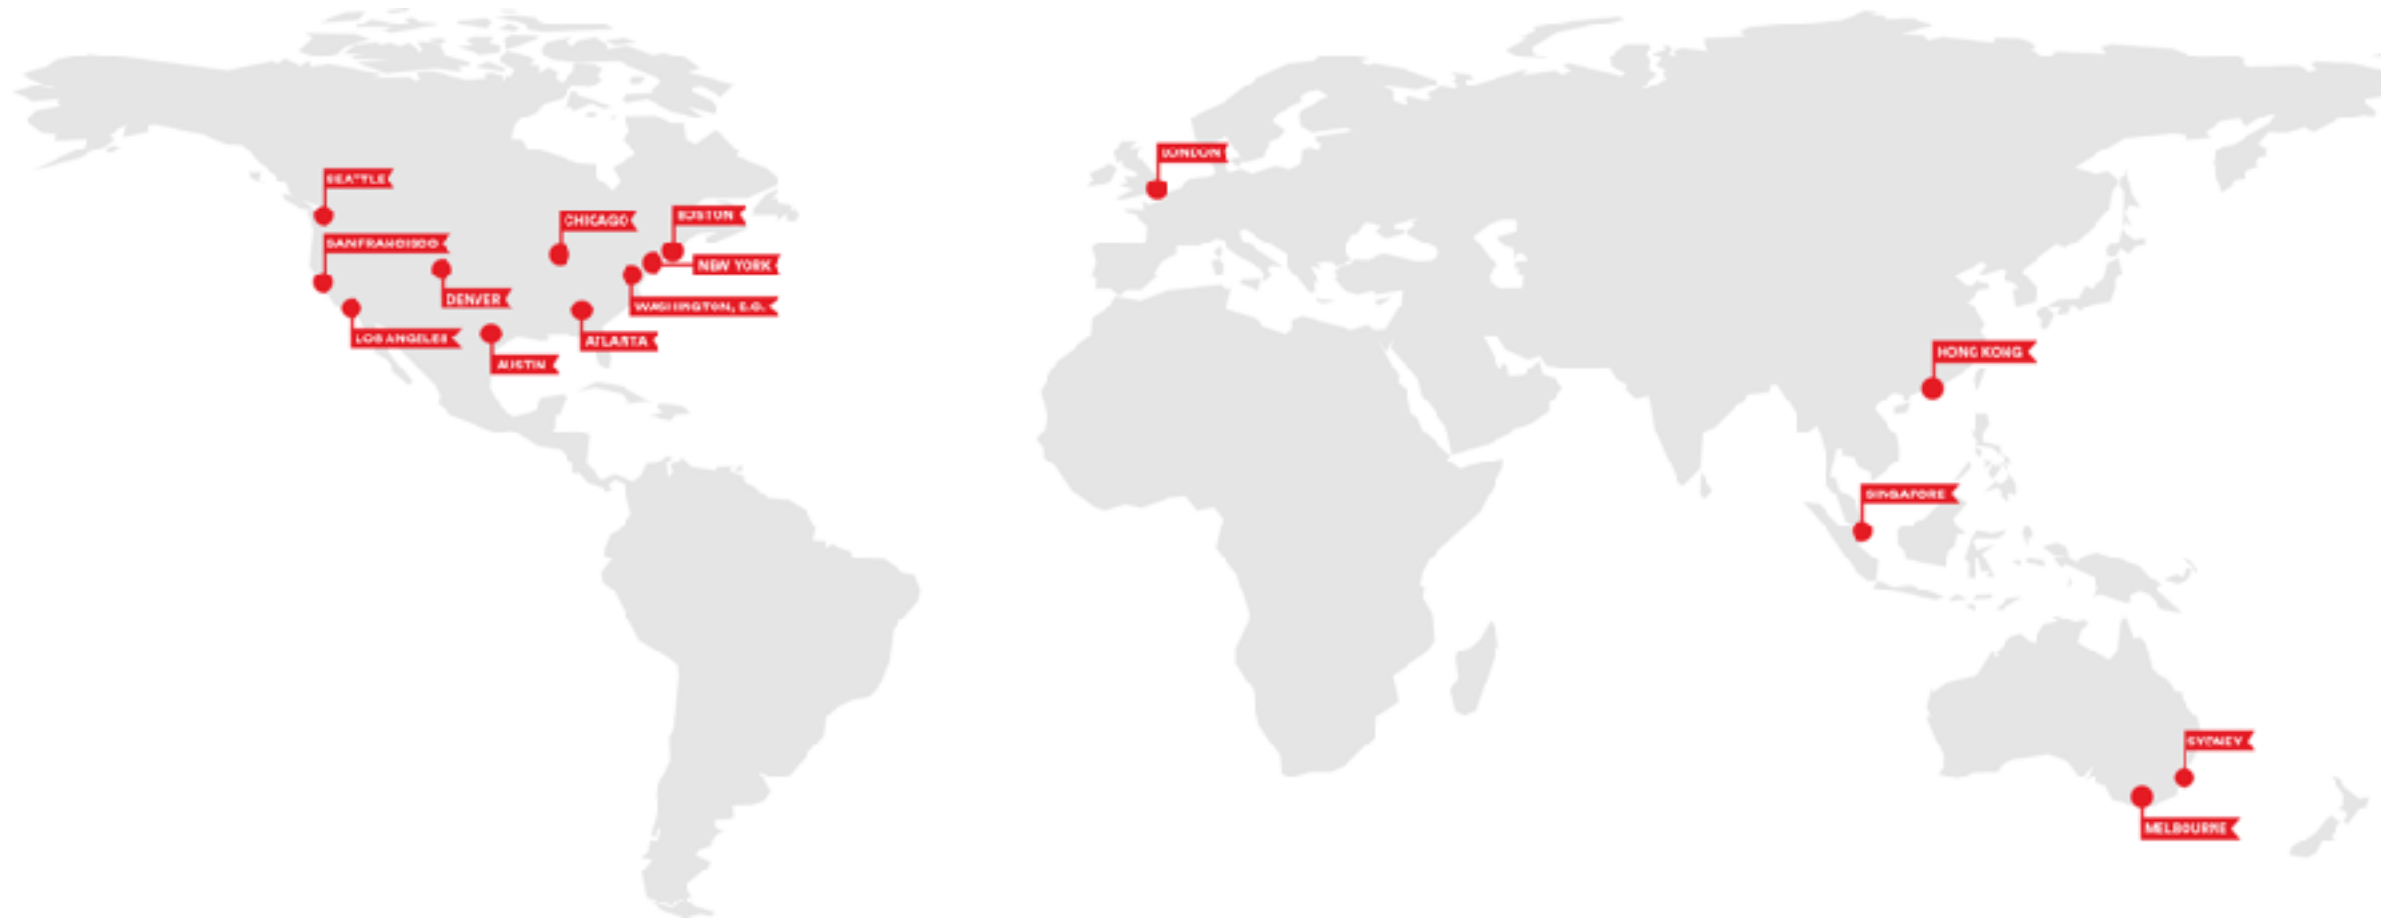 LONDON
SEATTLE
BOSTON
CHICAGO
SAN FRANCISCO
NEW YORK
DENVER
WASHINGTON, D.C.
LOS ANGELES
ATLANTA
HONG KONG
AUSTIN
SINGAPORE
SYDNEY
MELBOURNE